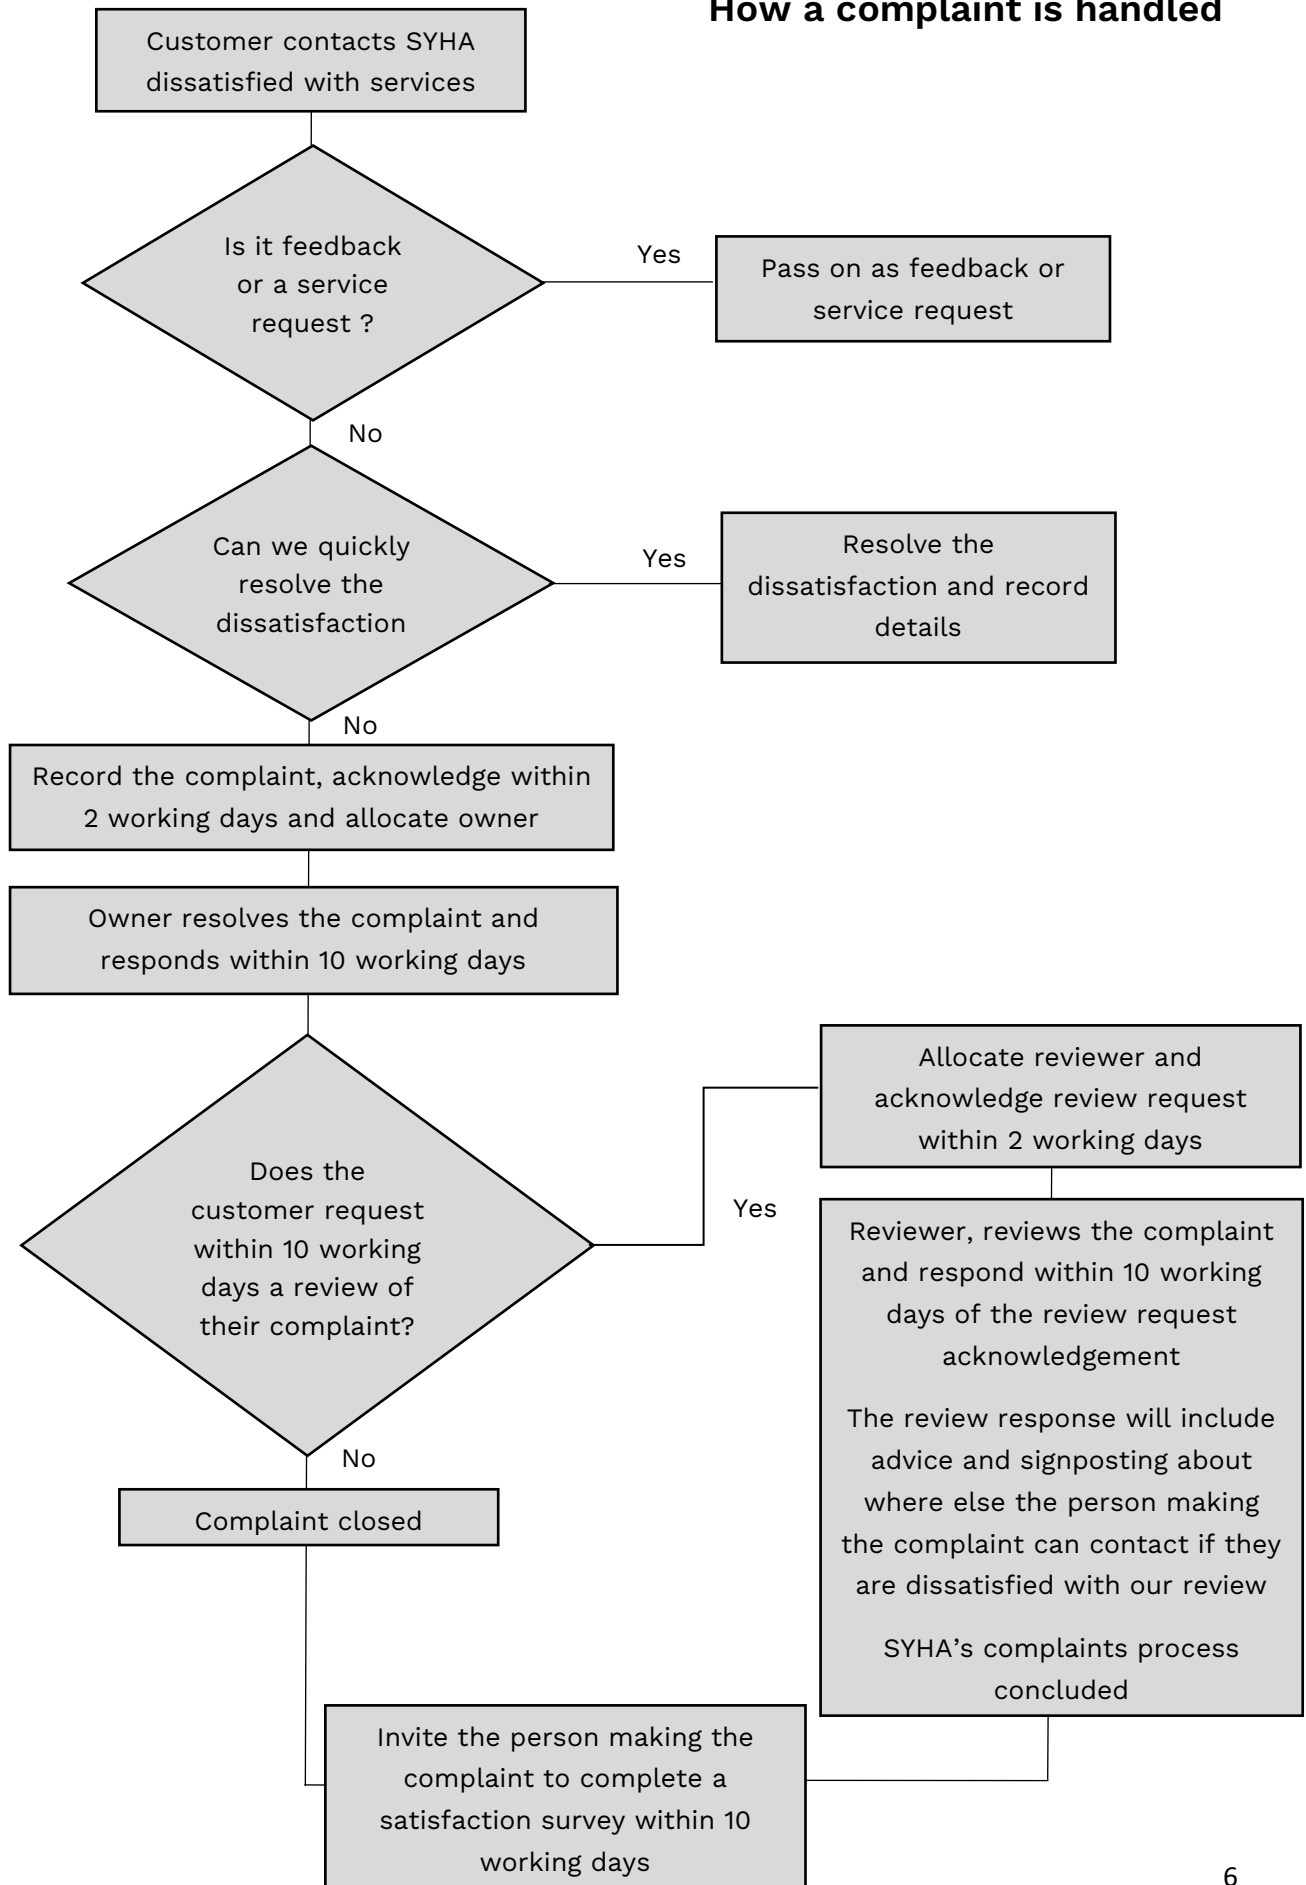 How a complaint is handled
Customer contacts SYHA
dissatisfied with services
Is it feedback
or a service
request ?
Yes
Pass on as feedback or
service request
No
Can we quickly
resolve the
dissatisfaction
Yes
Resolve the
dissatisfaction and record
details
No
Record the complaint, acknowledge within
2 working days and allocate owner
Owner resolves the complaint and
responds within 10 working days
Does the
customer request
within 10 working
days a review of
their complaint?
Yes
Allocate reviewer and
acknowledge review request
within 2 working days
Reviewer, reviews the complaint
and respond within 10 working
days of the review request
acknowledgement
The review response will include
advice and signposting about
where else the person making
the complaint can contact if they
are dissatisfied with our review
SYHA’s complaints process
concluded
No
Complaint closed
Invite the person making the
complaint to complete a
satisfaction survey within 10
working days
6